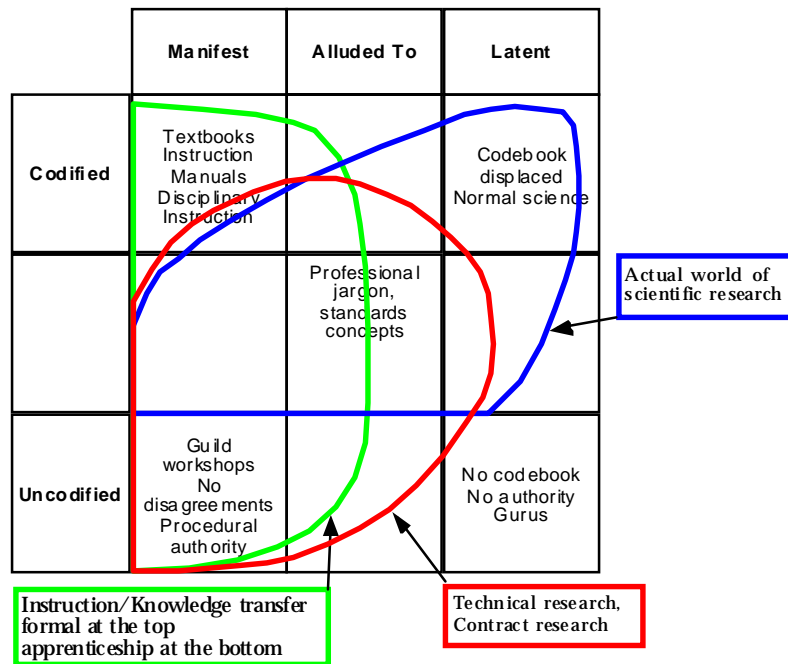 Manifest
Alluded To
Latent
Codified
Textbooks
Instruction
Manuals
Disciplinary
Instruction
Codebook
displaced
Normal science
Professional
jargon,
standards
concepts
Actual world of
scientific research
Uncodified
Guild
workshops
No
disagreements
Procedural
authority
No codebook
No authority
Gurus
Instruction/Knowledge transfer
formal at the top
apprenticeship at the bottom
Technical research,
Contract research